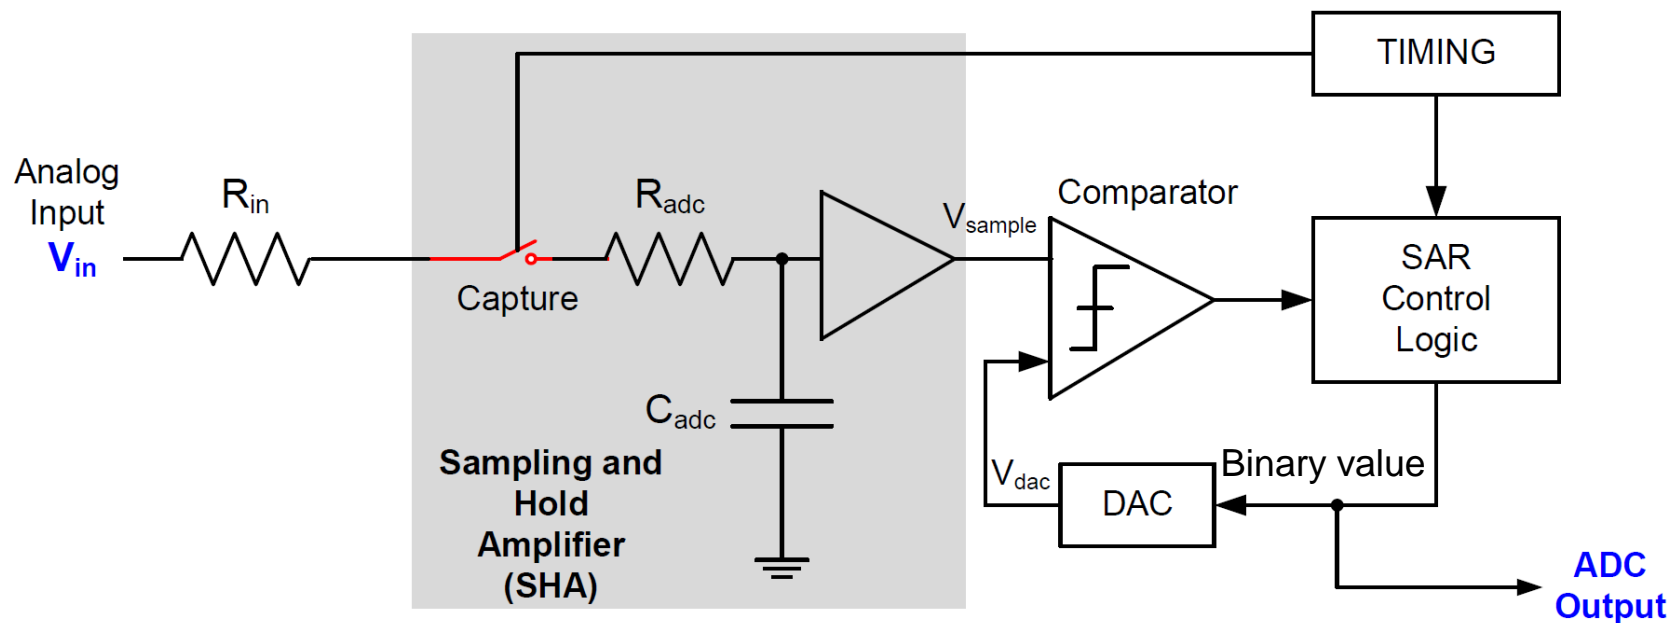 TIMING
Analog
Input
Vin
Rin
Capture
Radc
Cadc
Sampling and
Hold
Amplifier
(SHA)
Vsample
Comparator
SAR
Control
Logic
Vdac
DAC
Binary value
ADC
Output